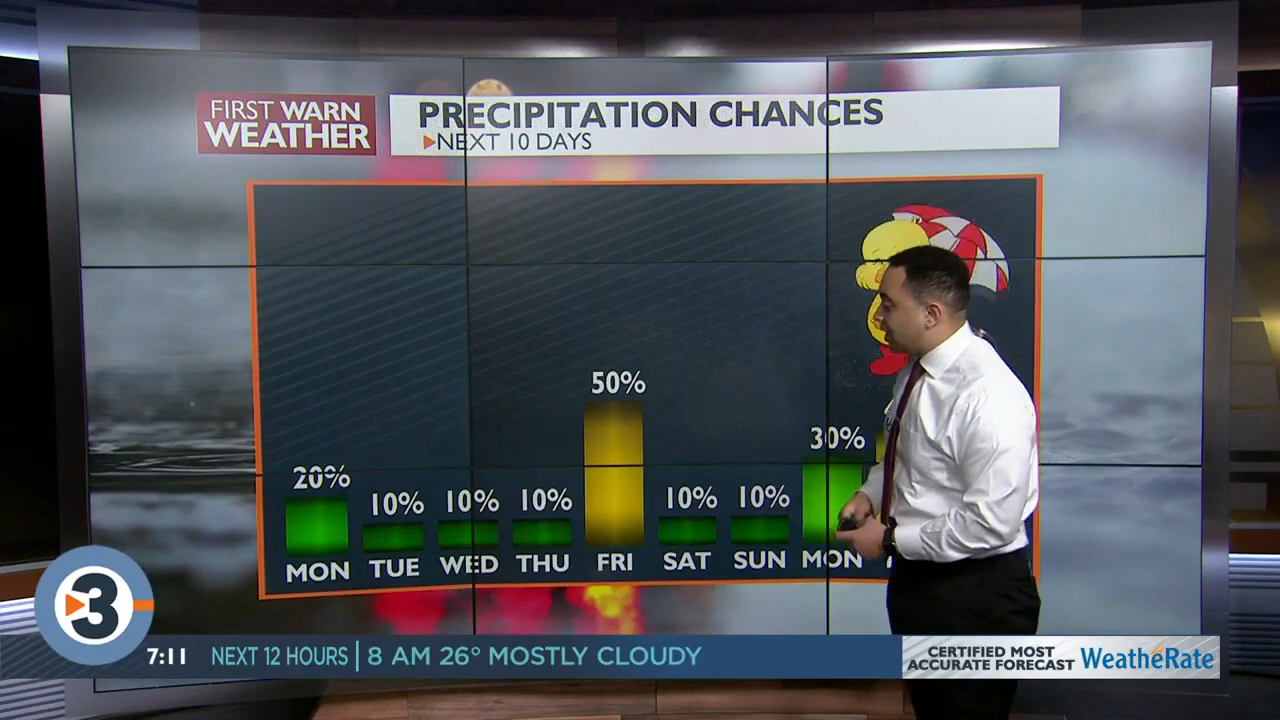 FIRST WARN
WEATHER
PRECIPITATION CHANCES
NEXT 10 DAYS
50%
30%
20%
10% 10% 10% 10% 10%
MON TUE WED THU FRI SAT SUN MON
3
7:11 NEXT 12 HOURS 8 AM 26° MOSTLY CLOUDY
CERTIFIED MOST
ACCURATE FORECAST WeatheRate